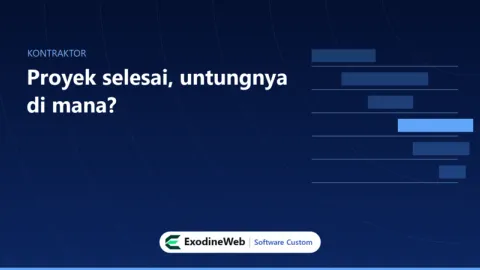 KONTRAKTOR
Proyek selesai, untungnya
di mana?
ExodineWeb | Software Custom